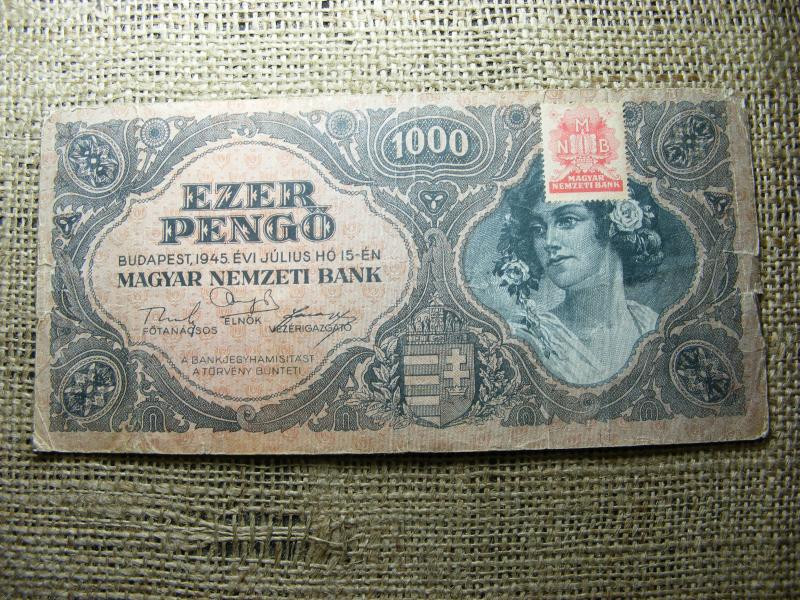 1000
M
N B
MAGYAR
NEMZETI BANK
EZER
PENGŐ
BUDAPEST, 1945. ÉVI JÚLIUS HÓ 15-ÉN
MAGYAR NEMZETI BANK
FŐTANÁCSOS ELNÖK VEZÉRIGAZGATÓ
A BANKJEGYHAMISÍTÁST
A TÖRVÉNY BÜNTETI